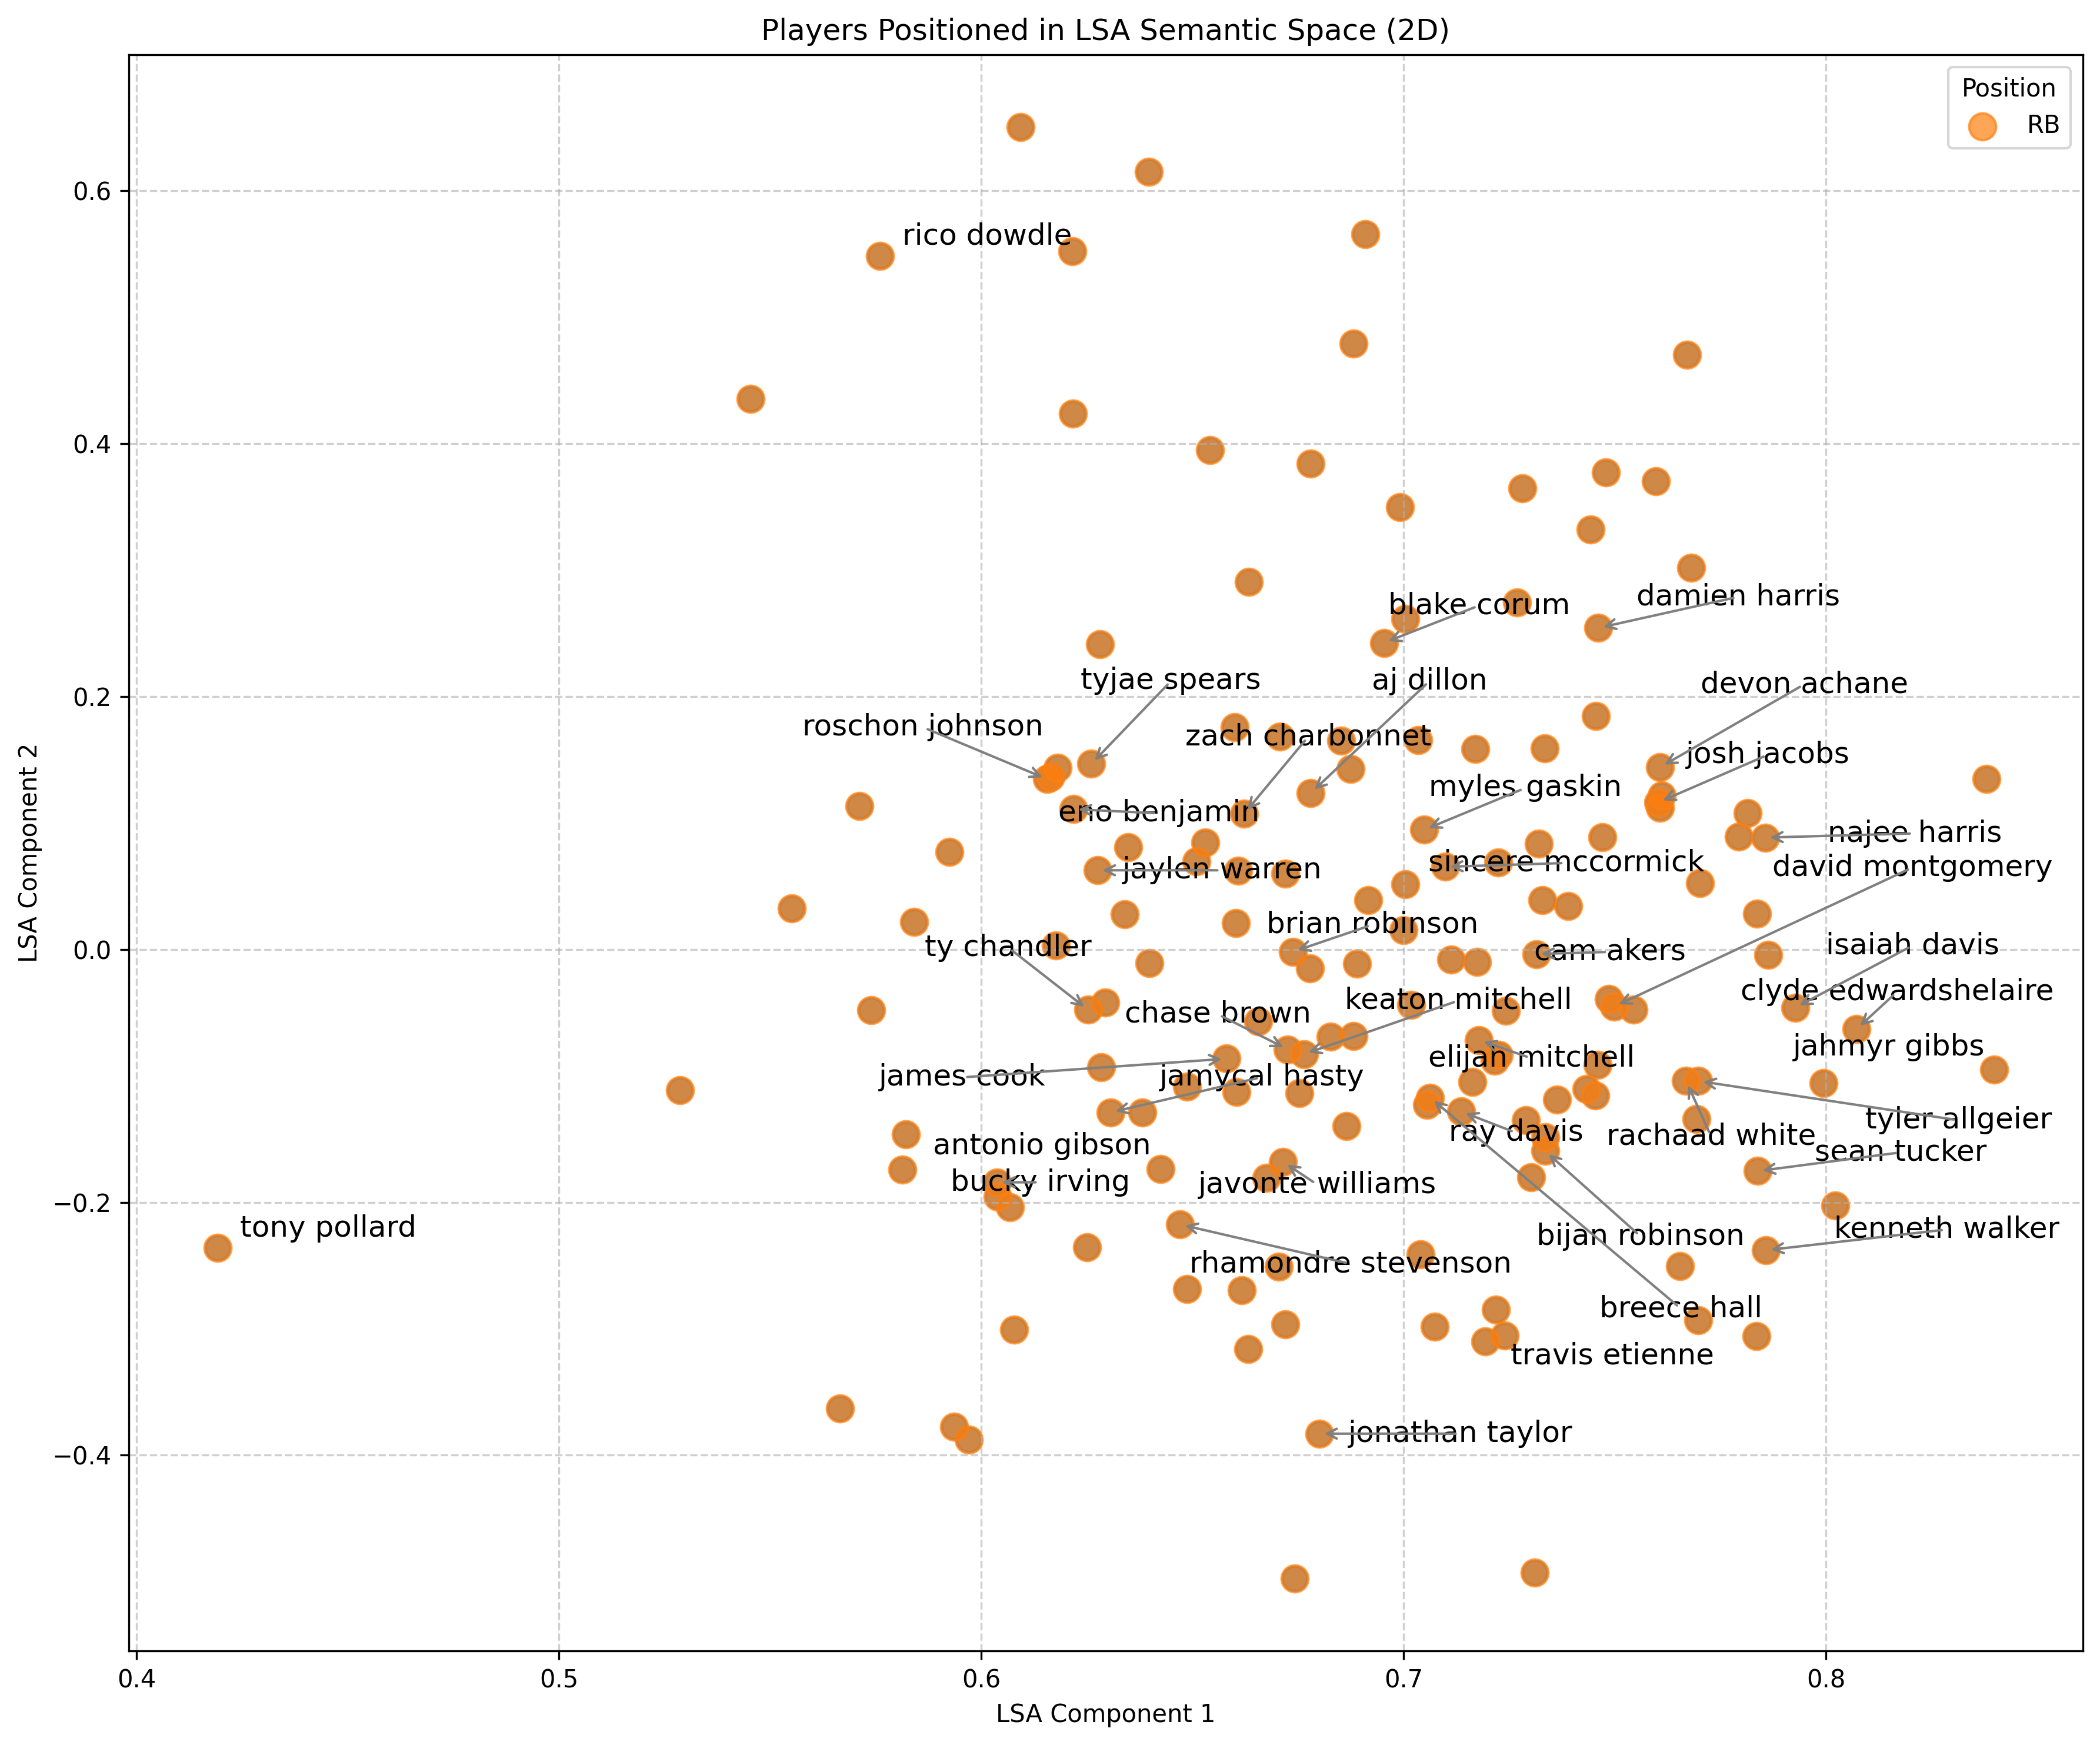 Players Positioned in LSA Semantic Space (2D)
Position
RB
LSA Component 2
0.6
0.4
0.2
0.0
−0.2
−0.4
rico dowdle
blake corum
damien harris
tyjae spears
aj dillon
devon achane
roschon johnson
zach charbonnet
josh jacobs
myles gaskin
eno benjamin
najee harris
jaylen warren
sincere mccormick
david montgomery
brian robinson
ty chandler
cam akers
isaiah davis
clyde edwardshelaire
keaton mitchell
chase brown
jahmyr gibbs
elijah mitchell
james cook
jamycal hasty
tyler allgeier
ray davis
rachaad white
antonio gibson
sean tucker
bucky irving
javonte williams
tony pollard
kenneth walker
bijan robinson
rhamondre stevenson
breece hall
travis etienne
jonathan taylor
0.4
0.5
0.6
0.7
0.8
LSA Component 1